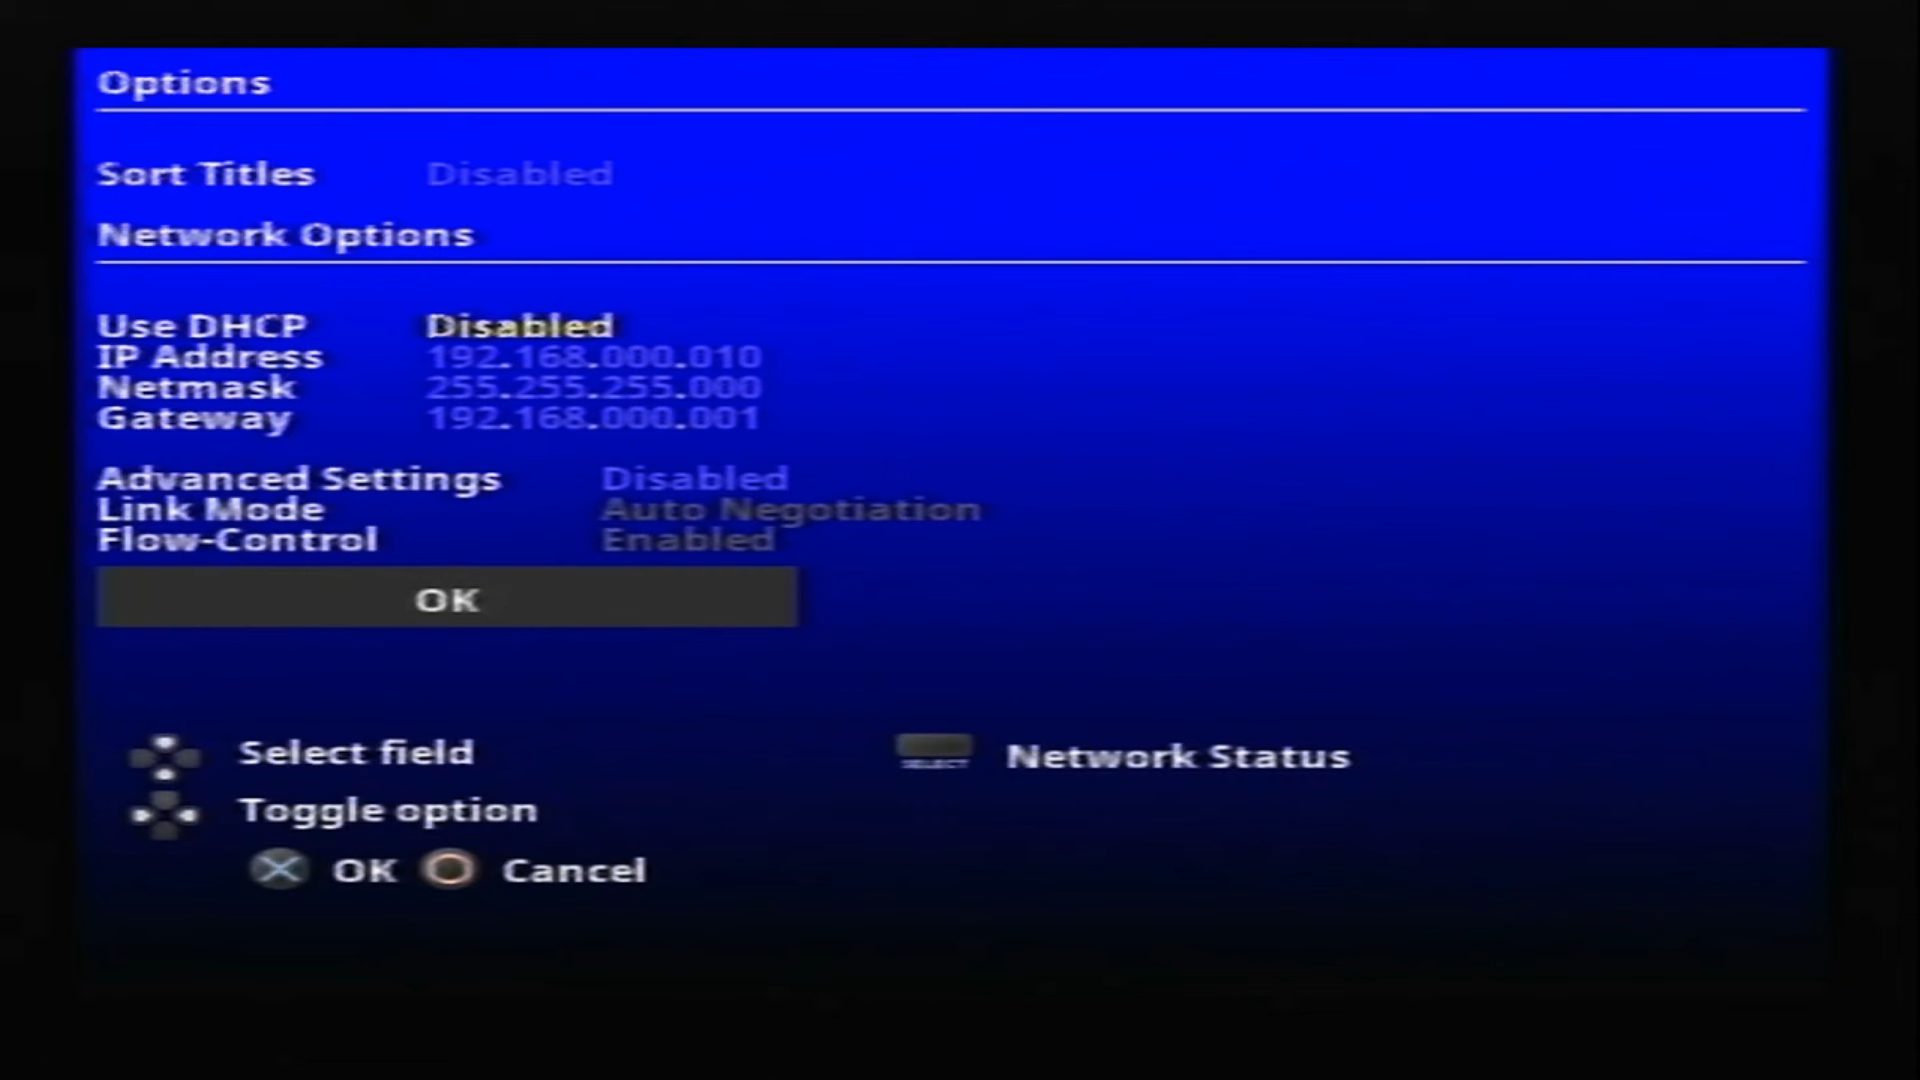 Options
Sort Titles Disabled
Network Options
Use DHCP Disabled
IP Address 192.168.000.010
Netmask 255.255.255.000
Gateway 192.168.000.001
Advanced Settings Disabled
Link Mode Auto Negotiation
Flow-Control Enabled
OK
Select field
SELECT Network Status
Toggle option
OK Cancel